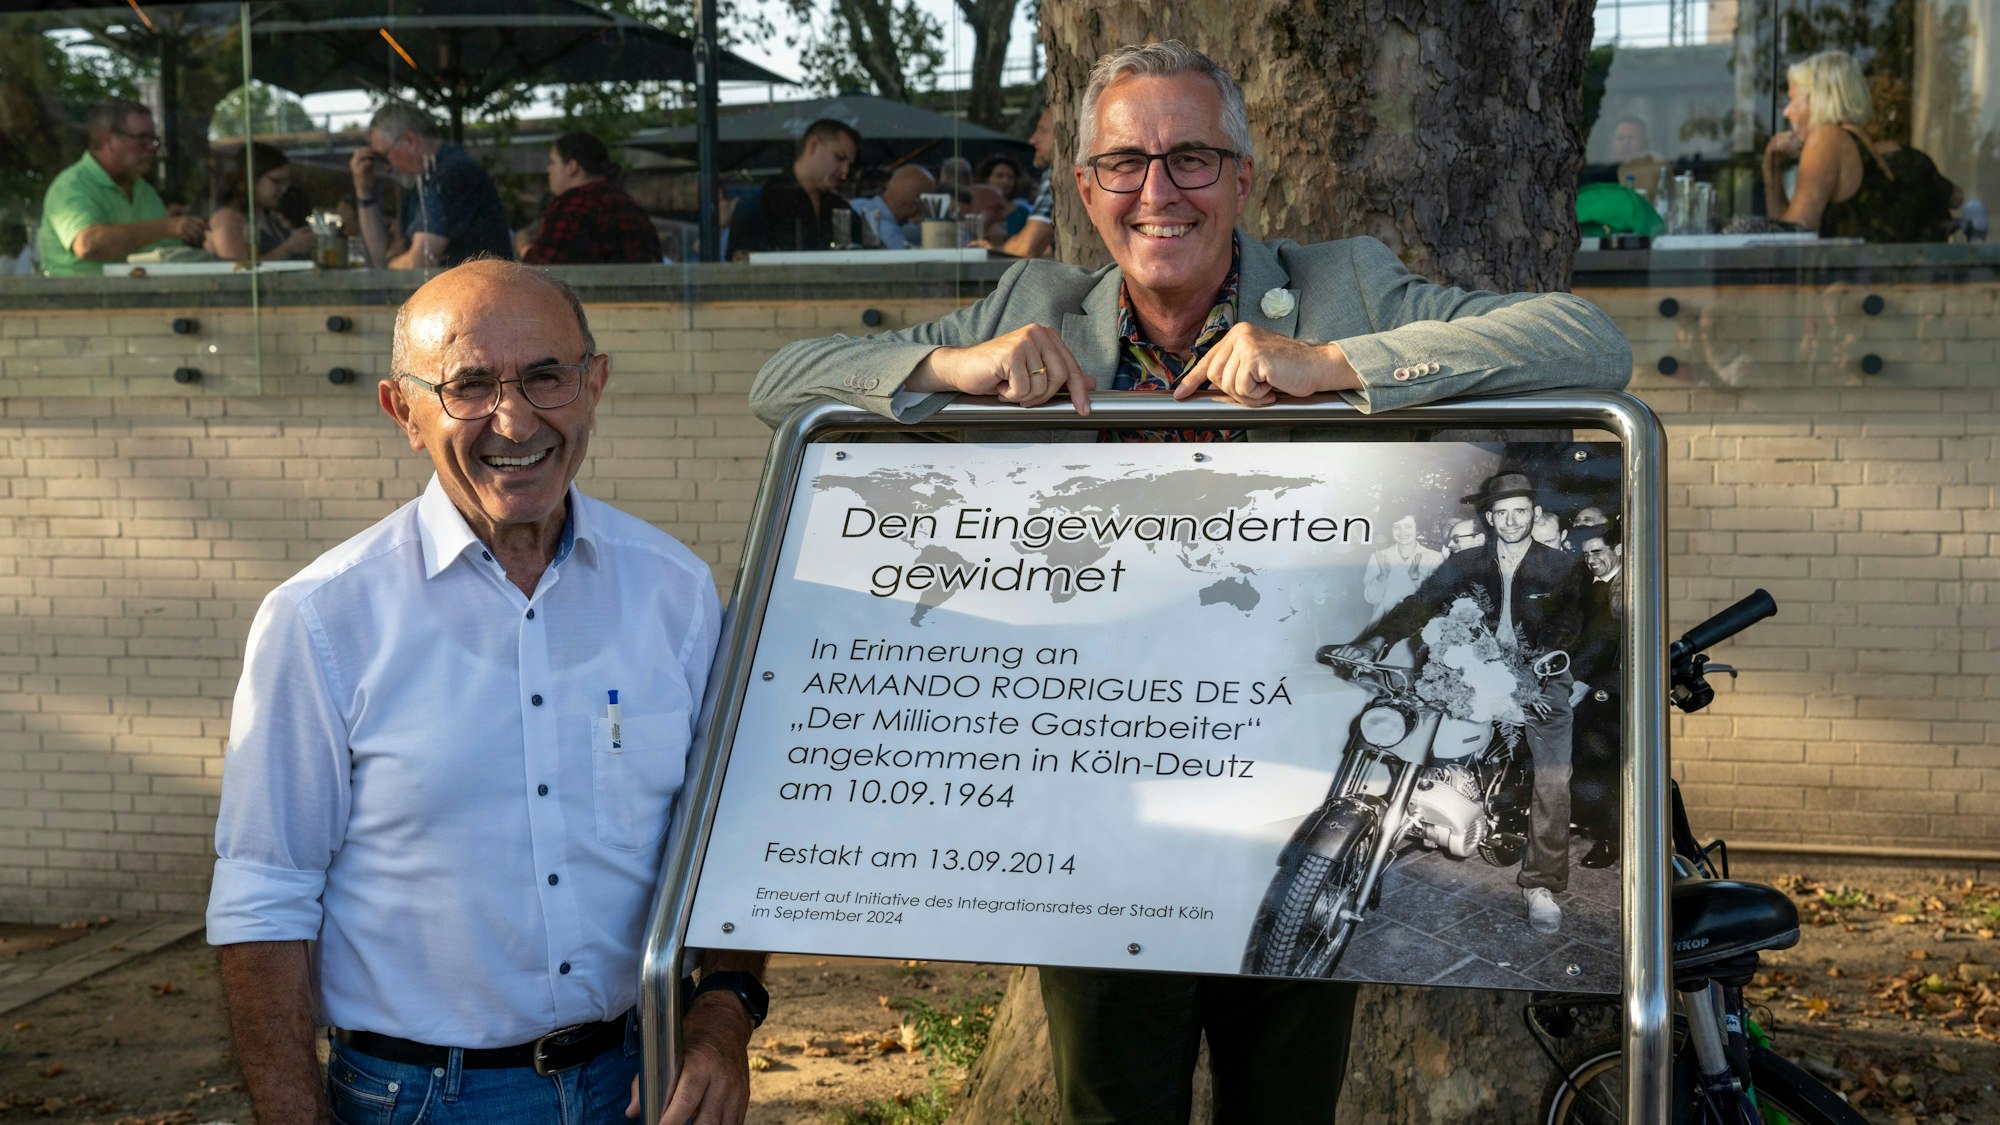 Den Eingewanderten
gewidmet
In Erinnerung an
ARMANDO RODRIGUES DE SÁ
„Der Millionste Gastarbeiter“
angekommen in Köln-Deutz
am 10.09.1964
Festakt am 13.09.2014
Erneuert auf Initiative des Integrationsrates der Stadt Köln
im September 2024